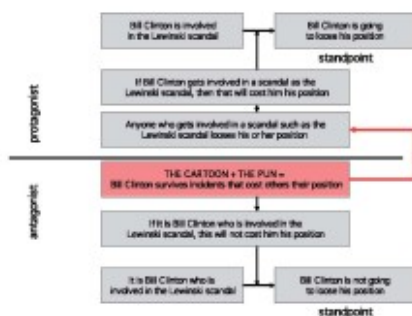 Bill Clinton is involved
in the Lewinski scandal
Bill Clinton is going
to loose his position
standpoint
If Bill Clinton gets involved in a scandal as the
Lewinski scandal, then that will cost him his position
Anyone who gets involved in a scandal such as the
Lewinski scandal looses his or her position
protagonist
antagonist
THE CARTOON + THE PUN =
Bill Clinton survives incidents that cost others their position
If it is Bill Clinton who is involved in the
Lewinski scandal, this will not cost him his position
It is Bill Clinton who is
involved in the Lewinski scandal
Bill Clinton is not going
to loose his position
standpoint